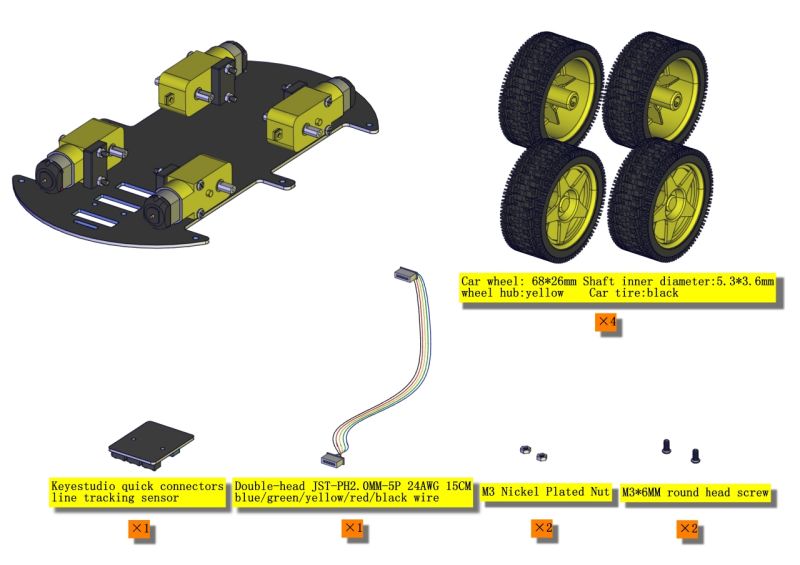 Car wheel: 68*26mm Shaft inner diameter:5.3*3.6mm
wheel hub:yellow Car tire:black
×4
Keyestudio quick connectors
line tracking sensor
×1
Double-head JST-PH2.0MM-5P 24AWG 15CM
blue/green/yellow/red/black wire
×1
M3 Nickel Plated Nut
×2
M3*6MM round head screw
×2